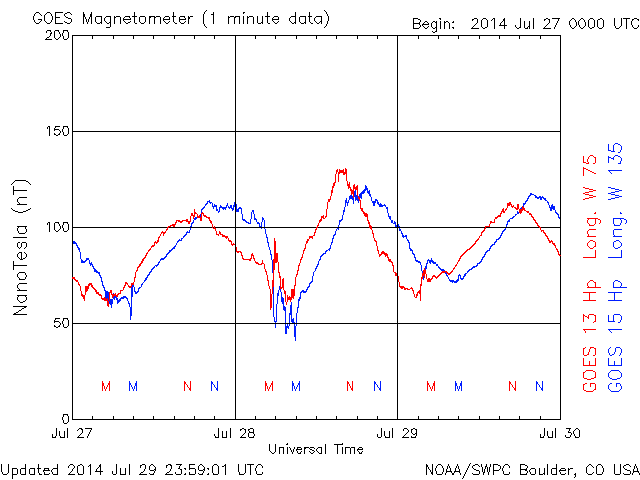 GOES Magnetometer (1 minute data)
Begin: 2014 Jul 27 0000 UTC
200
150
100
50
0
NanoTesla (nT)
M M N N M M N N M M N N
Jul 27 Jul 28 Jul 29 Jul 30
Universal Time
GOES 13 Hp Long. W 75
GOES 15 Hp Long. W 135
Updated 2014 Jul 29 23:59:01 UTC
NOAA/SWPC Boulder, CO USA